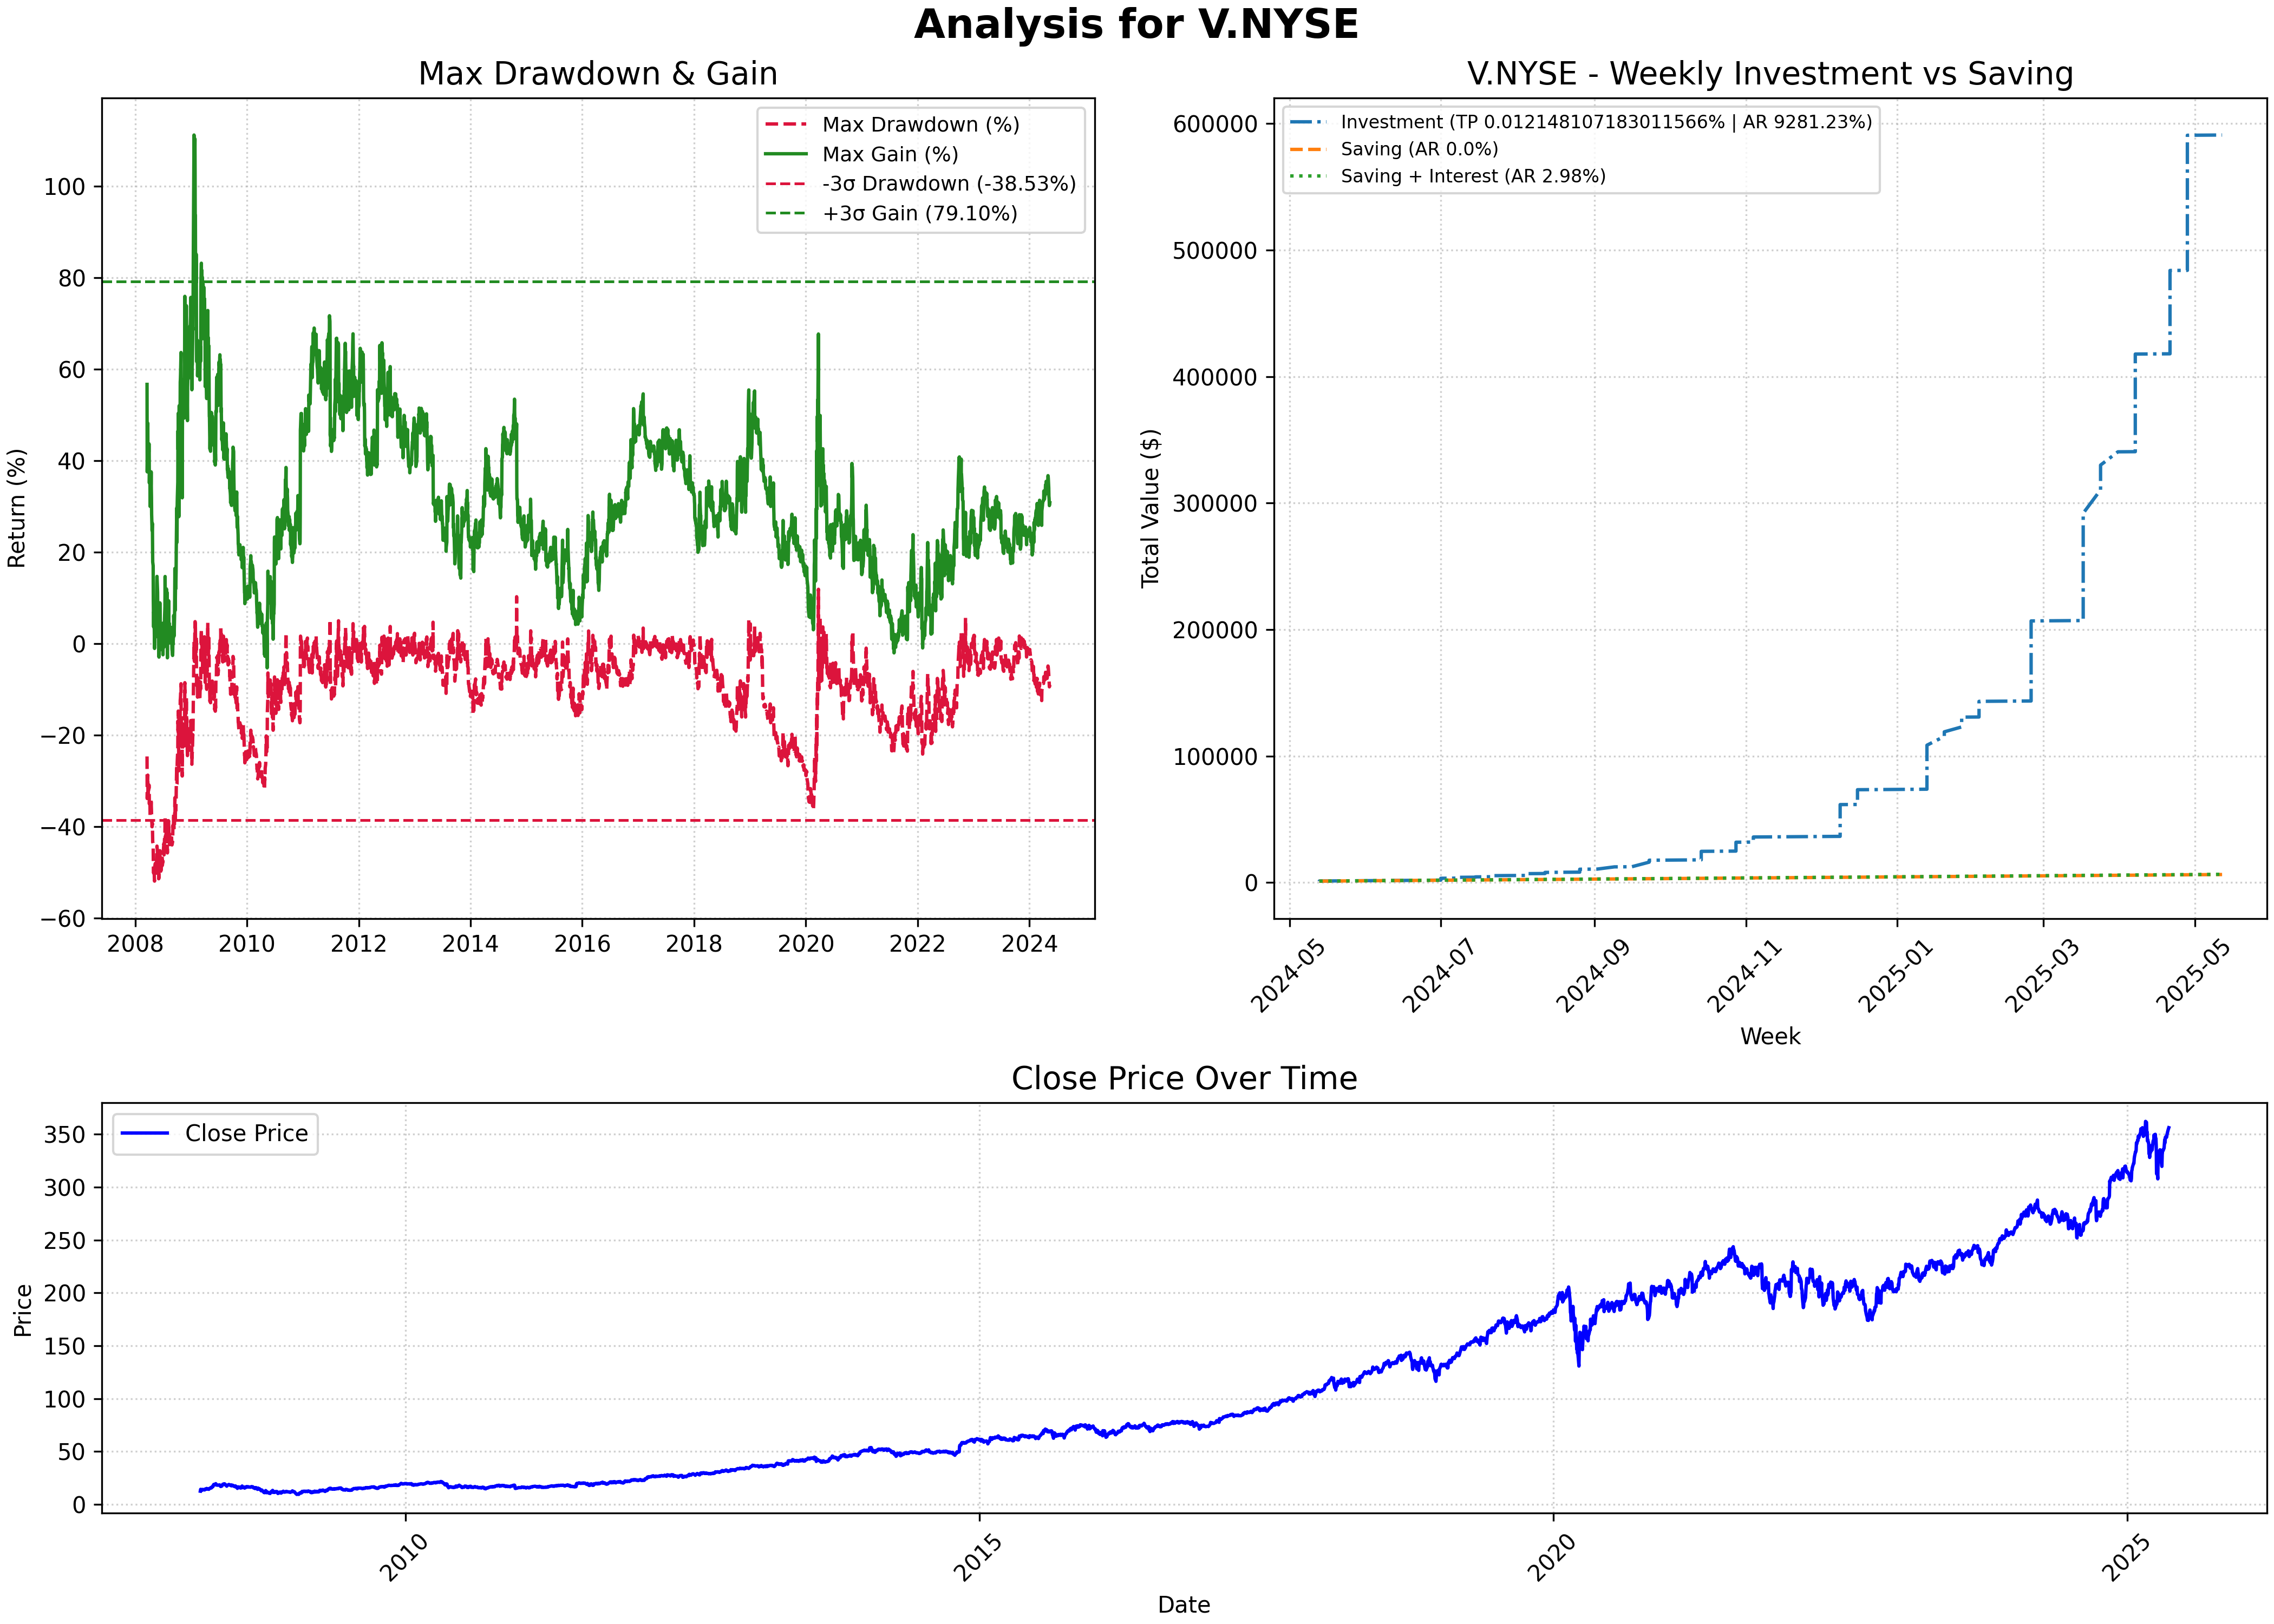 Analysis for V.NYSE
Max Drawdown & Gain
Max Drawdown (%)
Max Gain (%)
-3σ Drawdown (-38.53%)
+3σ Gain (79.10%)
Return (%)
100
80
60
40
20
0
−20
−40
−60
2008
2010
2012
2014
2016
2018
2020
2022
2024
V.NYSE - Weekly Investment vs Saving
Investment (TP 0.012148107183011566% | AR 9281.23%)
Saving (AR 0.0%)
Saving + Interest (AR 2.98%)
Total Value ($)
600000
500000
400000
300000
200000
100000
0
2024-05
2024-07
2024-09
2024-11
2025-01
2025-03
2025-05
Week
Close Price Over Time
Close Price
Price
350
300
250
200
150
100
50
0
2010
2015
2020
2025
Date